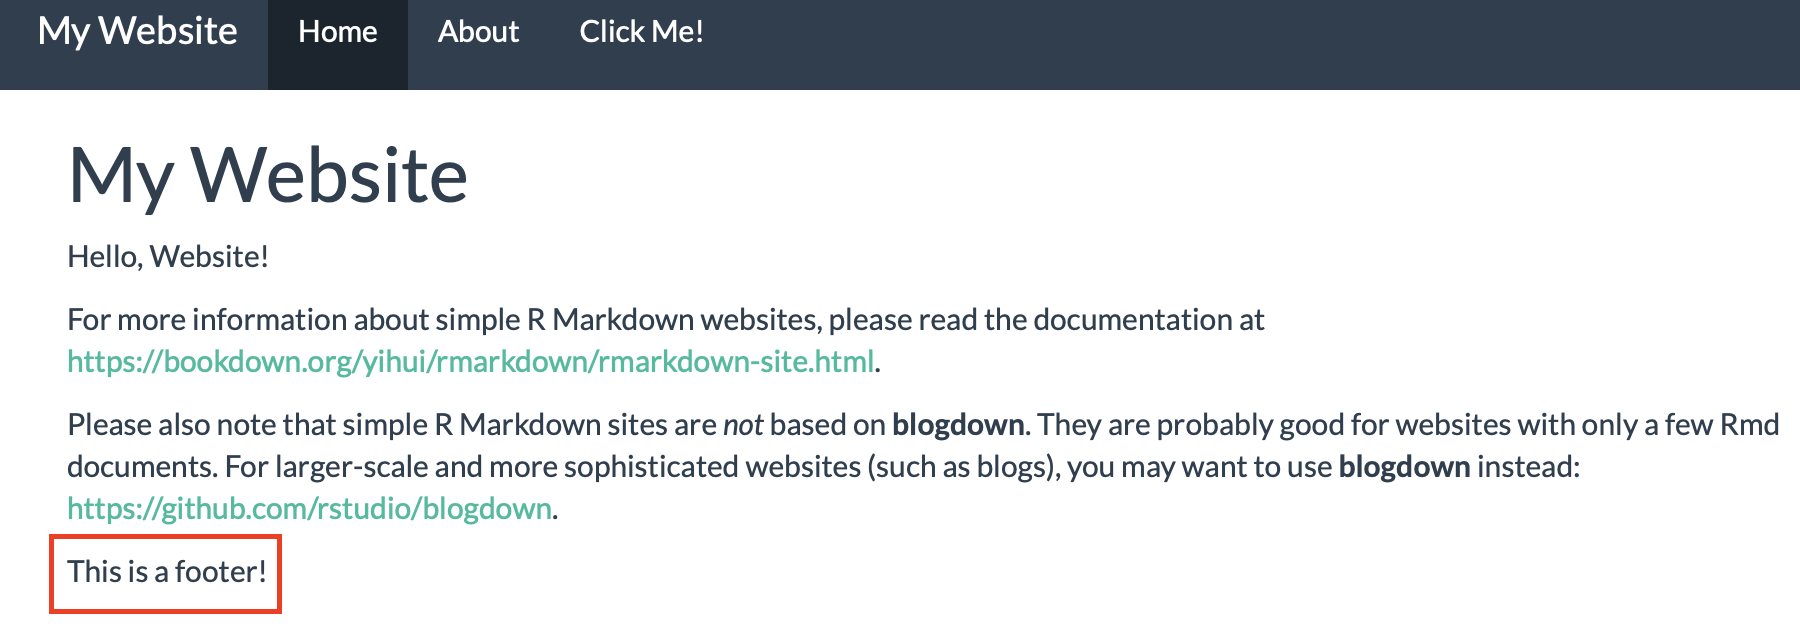 My Website Home About Click Me!
My Website
Hello, Website!
For more information about simple R Markdown websites, please read the documentation at
https://bookdown.org/yihui/rmarkdown/rmarkdown-site.html.
Please also note that simple R Markdown sites are not based on blogdown. They are probably good for websites with only a few Rmd
documents. For larger-scale and more sophisticated websites (such as blogs), you may want to use blogdown instead:
https://github.com/rstudio/blogdown.
This is a footer!